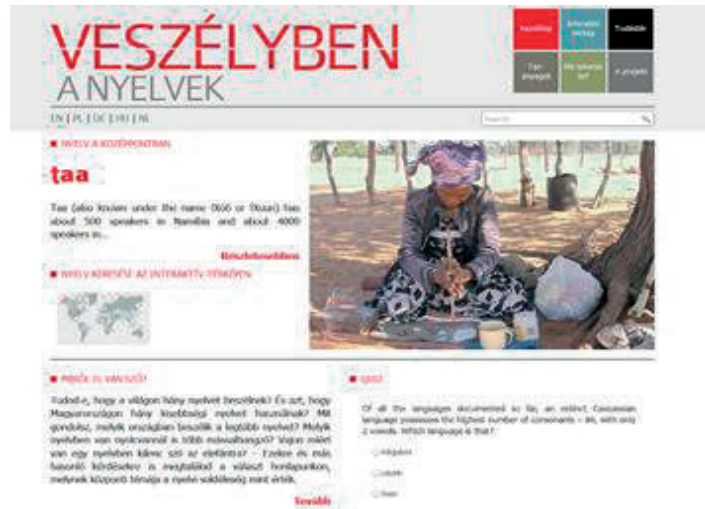 VESZÉLYBEN
A NYELVEK
Kezdőlap
Interaktív térkép
Tudástár
Tan-anyagok
Mit tehetsz te?
A projekt
EN | PL | DE | HU | NL
Search
NYELV A KÖZÉPPONTBAN
taa
Taa (also known under the name ǃXóõ or ǃXuun) has
about 500 speakers in Namibia and about 4000
speakers in...
Részletesebben
NYELV KERESÉSE AZ INTERAKTÍV TÉRKÉPEN
MIRŐL IS VAN SZÓ?
Tudod-e, hogy a világon hány nyelvet beszélnek? És azt, hogy
Magyarországon hány kisebbségi nyelvet használnak? Mit
gondolsz, melyik országban beszélik a legtöbb nyelvet? Melyik
nyelvben van nyolcvannál is több mássalhangzó? Vajon miért
van egy nyelvben kilenc szó az elefántra? – Ezekre és más
hasonló kérdésekre is megtalálod a választ honlapunkon,
melynek központi témája a nyelvi sokféleség mint érték.
Tovább
QUIZ
Of all the languages documented so far, an extinct Caucasian
language possesses the highest number of consonants – 84, with only
2 vowels. Which language is that?
Ubykh